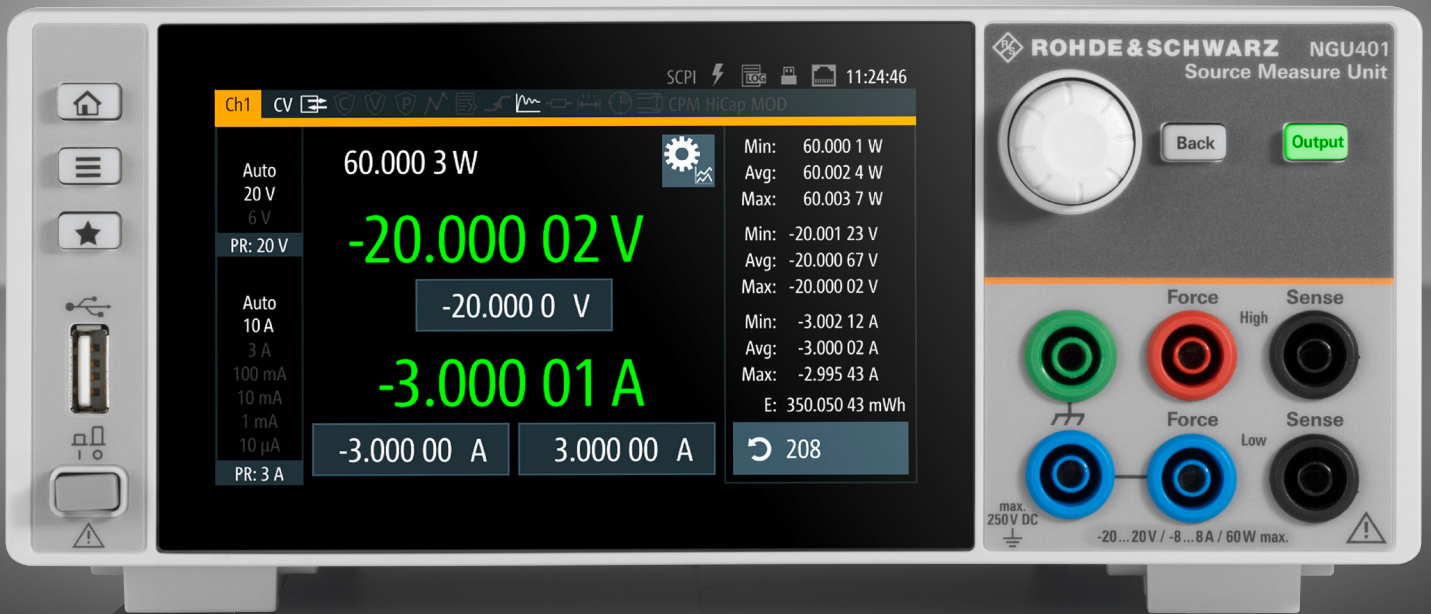 ROHDE&SCHWARZ NGU401
Source Measure Unit
SCPI LOG 11:24:46
Ch1 CV C V P CPM HiCap MOD
Auto
20 V
6 V
PR: 20 V
Auto
10 A
3 A
100 mA
10 mA
1 mA
10 µA
PR: 3 A
60.000 3 W
-20.000 02 V
-20.000 0 V
-3.000 01 A
-3.000 00 A
3.000 00 A
Min: 60.000 1 W
Avg: 60.002 4 W
Max: 60.003 7 W
Min: -20.001 23 V
Avg: -20.000 67 V
Max: -20.000 02 V
Min: -3.002 12 A
Avg: -3.000 02 A
Max: -2.995 43 A
E: 350.050 43 mWh
208
Back
Output
Force
Sense
High
Force
Sense
Low
max.
250 V DC
-20...20 V / -8...8 A / 60 W max.